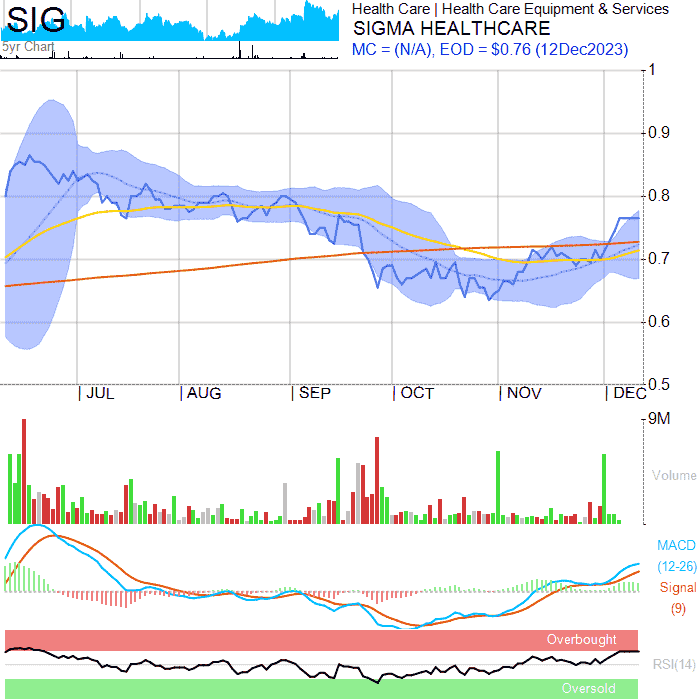 SIG
5yr Chart
Health Care | Health Care Equipment & Services
SIGMA HEALTHCARE
MC = (N/A), EOD = $0.76 (12Dec2023)
1
0.9
0.8
0.7
0.6
0.5
| JUL | AUG | SEP | OCT | NOV | DEC
9M
Volume
MACD
(12-26)
Signal
(9)
Overbought
RSI(14)
Oversold